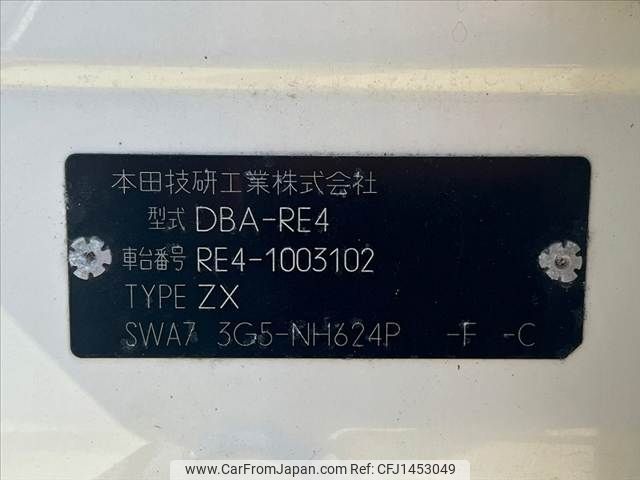 本田技研工業株式会社
型式 DBA-RE4
車台番号 RE4-1003102
TYPE ZX
SWA7 3G5-NH624P -F -C
www.CarFromJapan.com - CFJ1453049